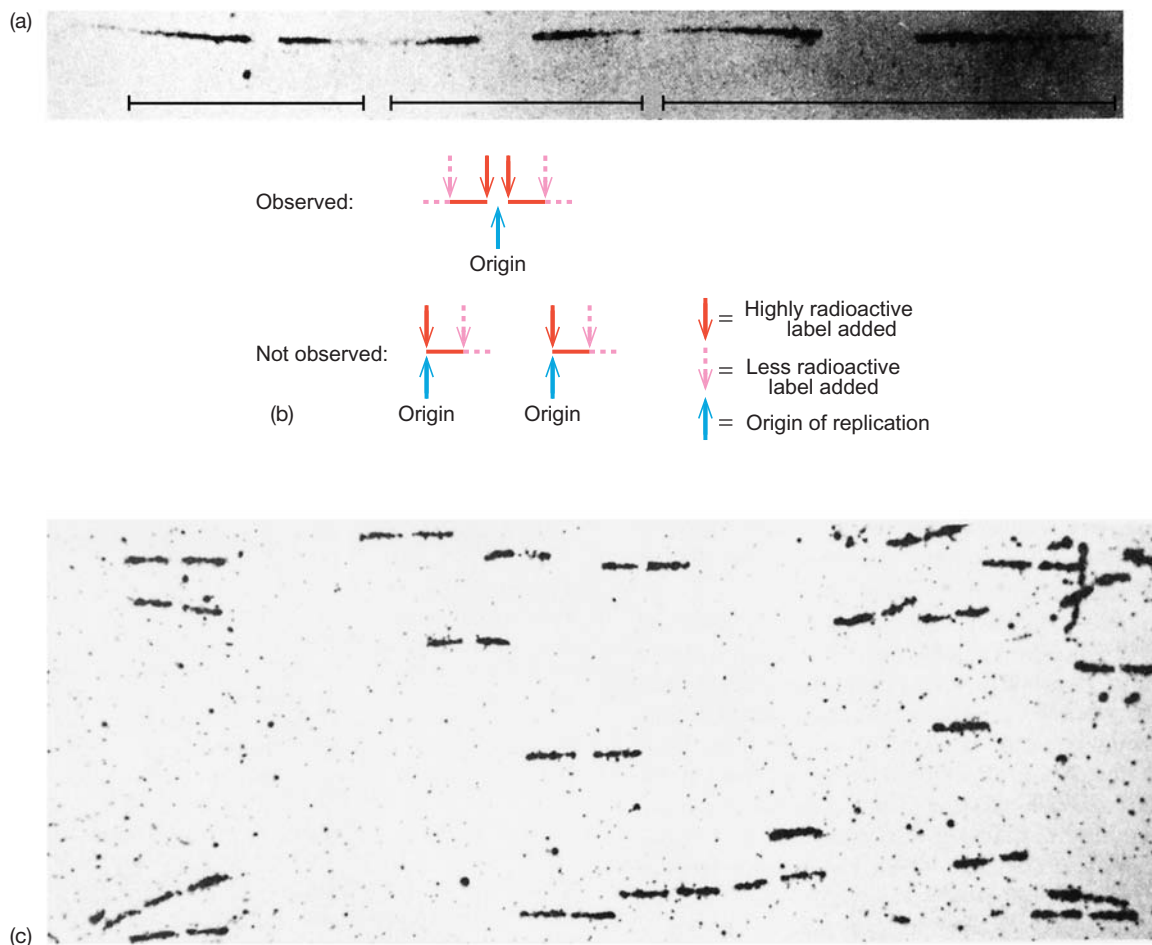 (a)
Observed:
Origin
Not observed:
Origin
Origin
(b)
= Highly radioactive
label added
= Less radioactive
label added
= Origin of replication
(c)